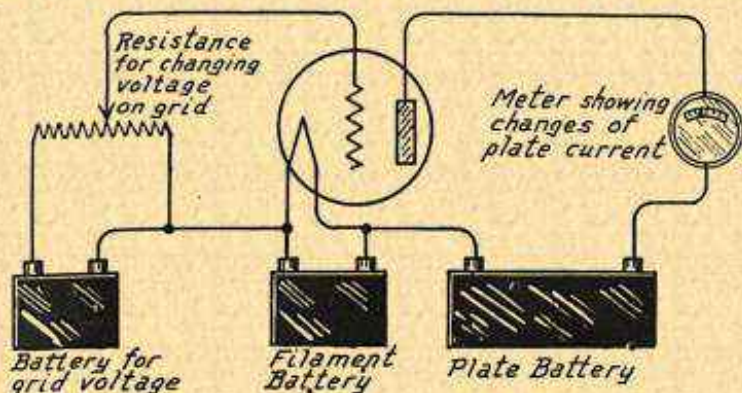 Resistance
for changing
voltage
on grid
Meter showing
changes of
plate current
Battery for
grid voltage
Filament
Battery
Plate Battery